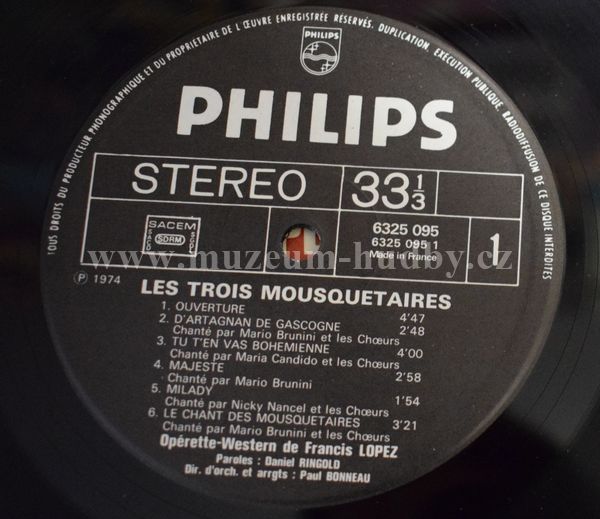 TOUS DROITS DU PRODUCTEUR PHONOGRAPHIQUE ET DU PROPRIETAIRE DE L'ŒUVRE ENREGISTRÉE RÉSERVÉS. DUPLICATION, EXECUTION PUBLIQUE, RADIODIFFUSION DE CE DISQUE INTERDITES
PHILIPS
PHILIPS
STEREO 33 1/3
SACEM
SACD SDRM SGDL
6325 095
6325 095 1
Made in France
1
www.muzeum-hudby.cz
Ⓟ 1974
LES TROIS MOUSQUETAIRES
1. OUVERTURE 4'47
2. D'ARTAGNAN DE GASCOGNE 2'48
Chanté par Mario Brunini et les Chœurs
3. TU T'EN VAS BOHEMIENNE 4'00
Chanté par Maria Candido et les Chœurs
4. MAJESTE 2'58
Chanté par Mario Brunini
5. MILADY 1'54
Chanté par Nicky Nancel et les Chœurs
6. LE CHANT DES MOUSQUETAIRES 3'21
Chanté par Mario Brunini et les Chœurs
Opérette-Western de Francis LOPEZ
Paroles : Daniel RINGOLD
Dir. d'orch. et arrgts : Paul BONNEAU